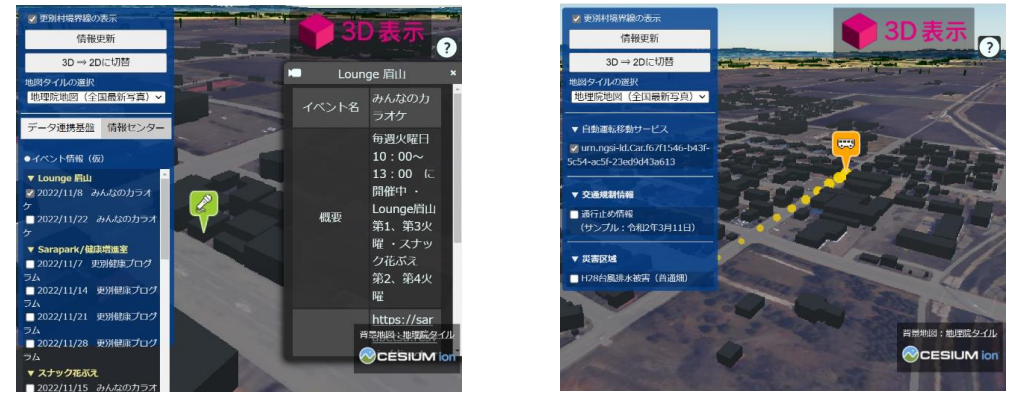 更別村境界線の表示
情報更新
3D ⇒ 2Dに切替
地図タイルの選択
地理院地図（全国最新写真）
データ連携基盤 情報センター
●イベント情報（仮）
▼ Lounge 眉山
2022/11/8 みんなのカラオ
ケ
2022/11/22 みんなのカラオ
ケ
▼ Sarapark/健康増進室
2022/11/7 更別健康プログ
ラム
2022/11/14 更別健康プログ
ラム
2022/11/21 更別健康プログ
ラム
2022/11/28 更別健康プログ
ラム
▼ スナック花ぶえ
2022/11/15 みんなのカラオ
3D表示
?
Lounge 眉山 ×
イベント名
みんなのカ
ラオケ
概要
毎週火曜日
10：00～
13：00 に
開催中 ・
Lounge眉山
第1、第3火
曜 ・スナッ
ク花ぶえ
第2、第4火
曜
https://sar
背景地図：地理院タイル
CESIUM ion
更別村境界線の表示
情報更新
3D ⇒ 2Dに切替
地図タイルの選択
地理院地図（全国最新写真）
▼ 自動運転移動サービス
urn.ngsi-ld.Car.f67f1546-b43f-
5c54-ac5f-23ed9d43a613
▼ 交通規制情報
通行止め情報
（サンプル：令和2年3月11日）
▼ 災害区域
H28台風排水被害（普通畑）
3D表示
?
背景地図：地理院タイル
CESIUM ion